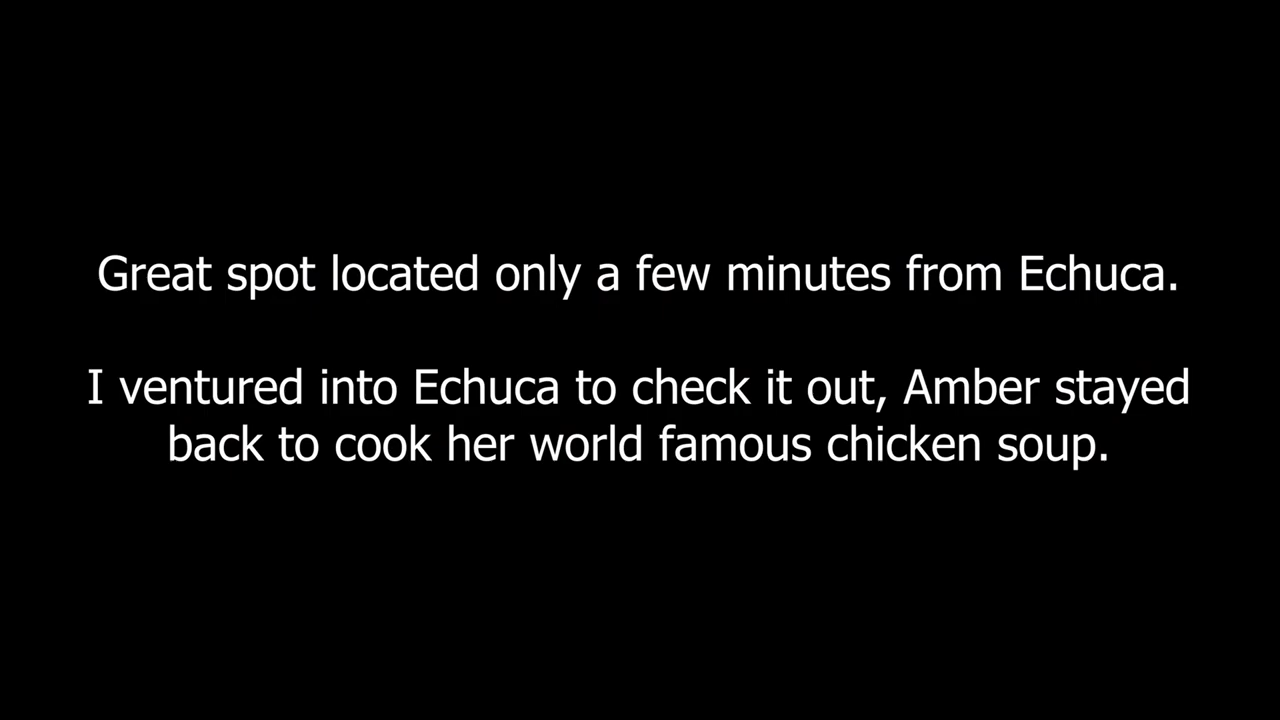 Great spot located only a few minutes from Echuca.
I ventured into Echuca to check it out, Amber stayed
back to cook her world famous chicken soup.